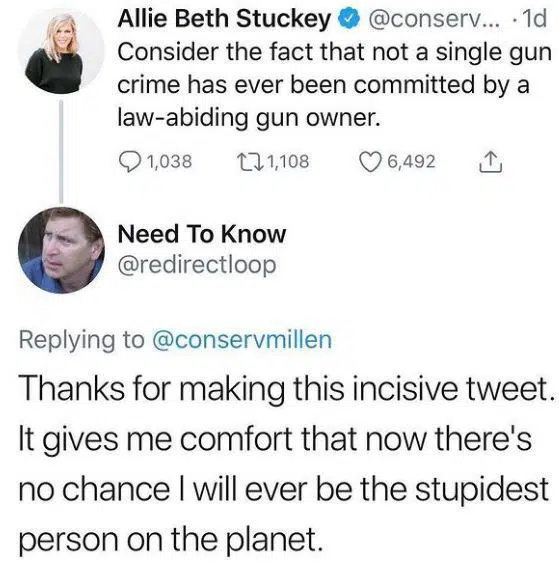 Allie Beth Stuckey @conserv... · 1d
Consider the fact that not a single gun
crime has ever been committed by a
law-abiding gun owner.
1,038 1,108 6,492
Need To Know
@redirectloop
Replying to @conservmillen
Thanks for making this incisive tweet.
It gives me comfort that now there's
no chance I will ever be the stupidest
person on the planet.